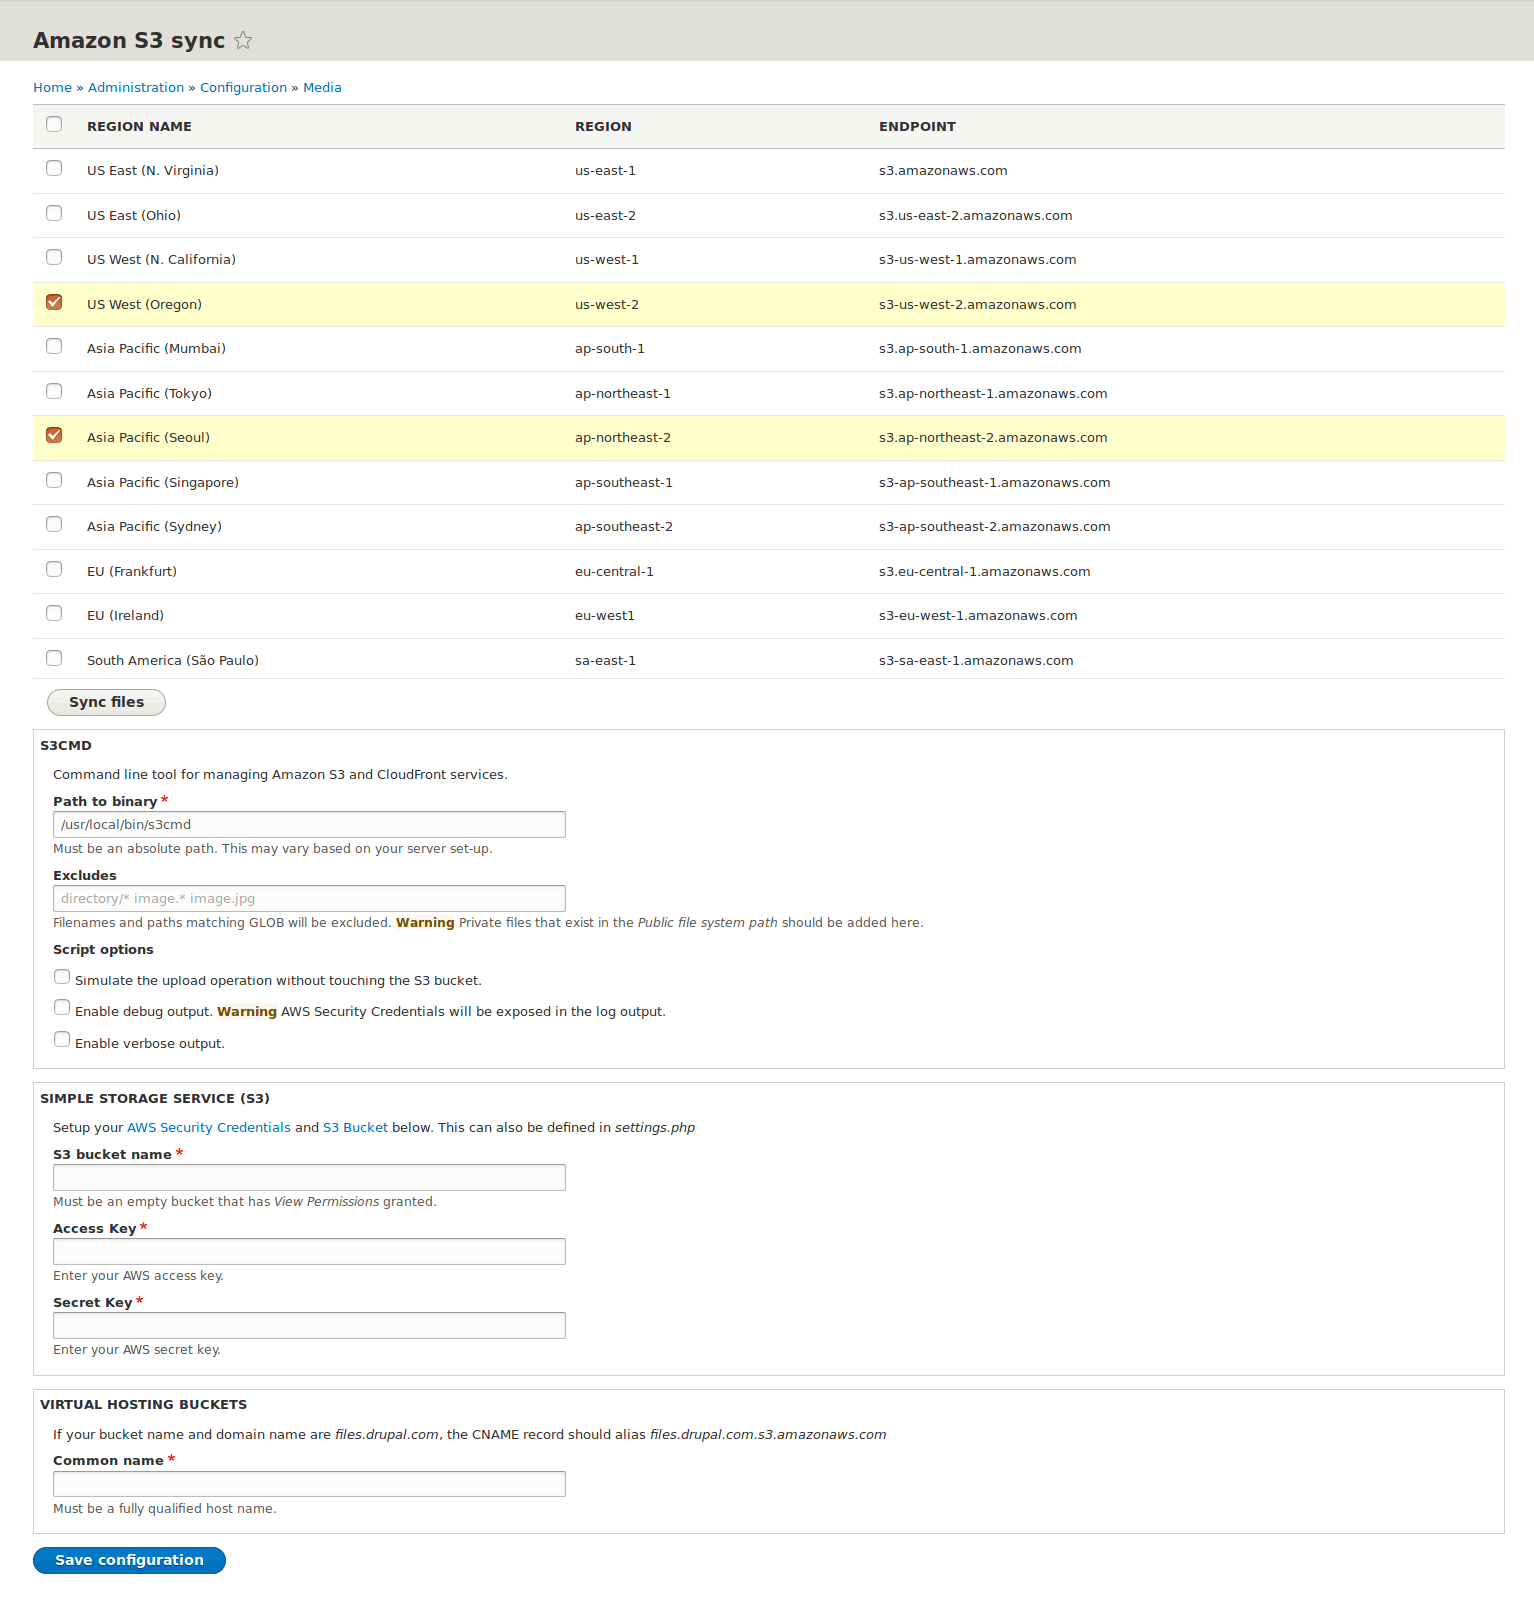 Amazon S3 sync
Home » Administration » Configuration » Media
REGION NAME REGION ENDPOINT
US East (N. Virginia) us-east-1 s3.amazonaws.com
US East (Ohio) us-east-2 s3.us-east-2.amazonaws.com
US West (N. California) us-west-1 s3-us-west-1.amazonaws.com
US West (Oregon) us-west-2 s3-us-west-2.amazonaws.com
Asia Pacific (Mumbai) ap-south-1 s3.ap-south-1.amazonaws.com
Asia Pacific (Tokyo) ap-northeast-1 s3.ap-northeast-1.amazonaws.com
Asia Pacific (Seoul) ap-northeast-2 s3.ap-northeast-2.amazonaws.com
Asia Pacific (Singapore) ap-southeast-1 s3-ap-southeast-1.amazonaws.com
Asia Pacific (Sydney) ap-southeast-2 s3-ap-southeast-2.amazonaws.com
EU (Frankfurt) eu-central-1 s3.eu-central-1.amazonaws.com
EU (Ireland) eu-west1 s3-eu-west-1.amazonaws.com
South America (São Paulo) sa-east-1 s3-sa-east-1.amazonaws.com
Sync files
S3CMD
Command line tool for managing Amazon S3 and CloudFront services.
Path to binary *
/usr/local/bin/s3cmd
Must be an absolute path. This may vary based on your server set-up.
Excludes
directory/* image.* image.jpg
Filenames and paths matching GLOB will be excluded. Warning Private files that exist in the Public file system path should be added here.
Script options
Simulate the upload operation without touching the S3 bucket.
Enable debug output. Warning AWS Security Credentials will be exposed in the log output.
Enable verbose output.
SIMPLE STORAGE SERVICE (S3)
Setup your AWS Security Credentials and S3 Bucket below. This can also be defined in settings.php
S3 bucket name *
Must be an empty bucket that has View Permissions granted.
Access Key *
Enter your AWS access key.
Secret Key *
Enter your AWS secret key.
VIRTUAL HOSTING BUCKETS
If your bucket name and domain name are files.drupal.com, the CNAME record should alias files.drupal.com.s3.amazonaws.com
Common name *
Must be a fully qualified host name.
Save configuration